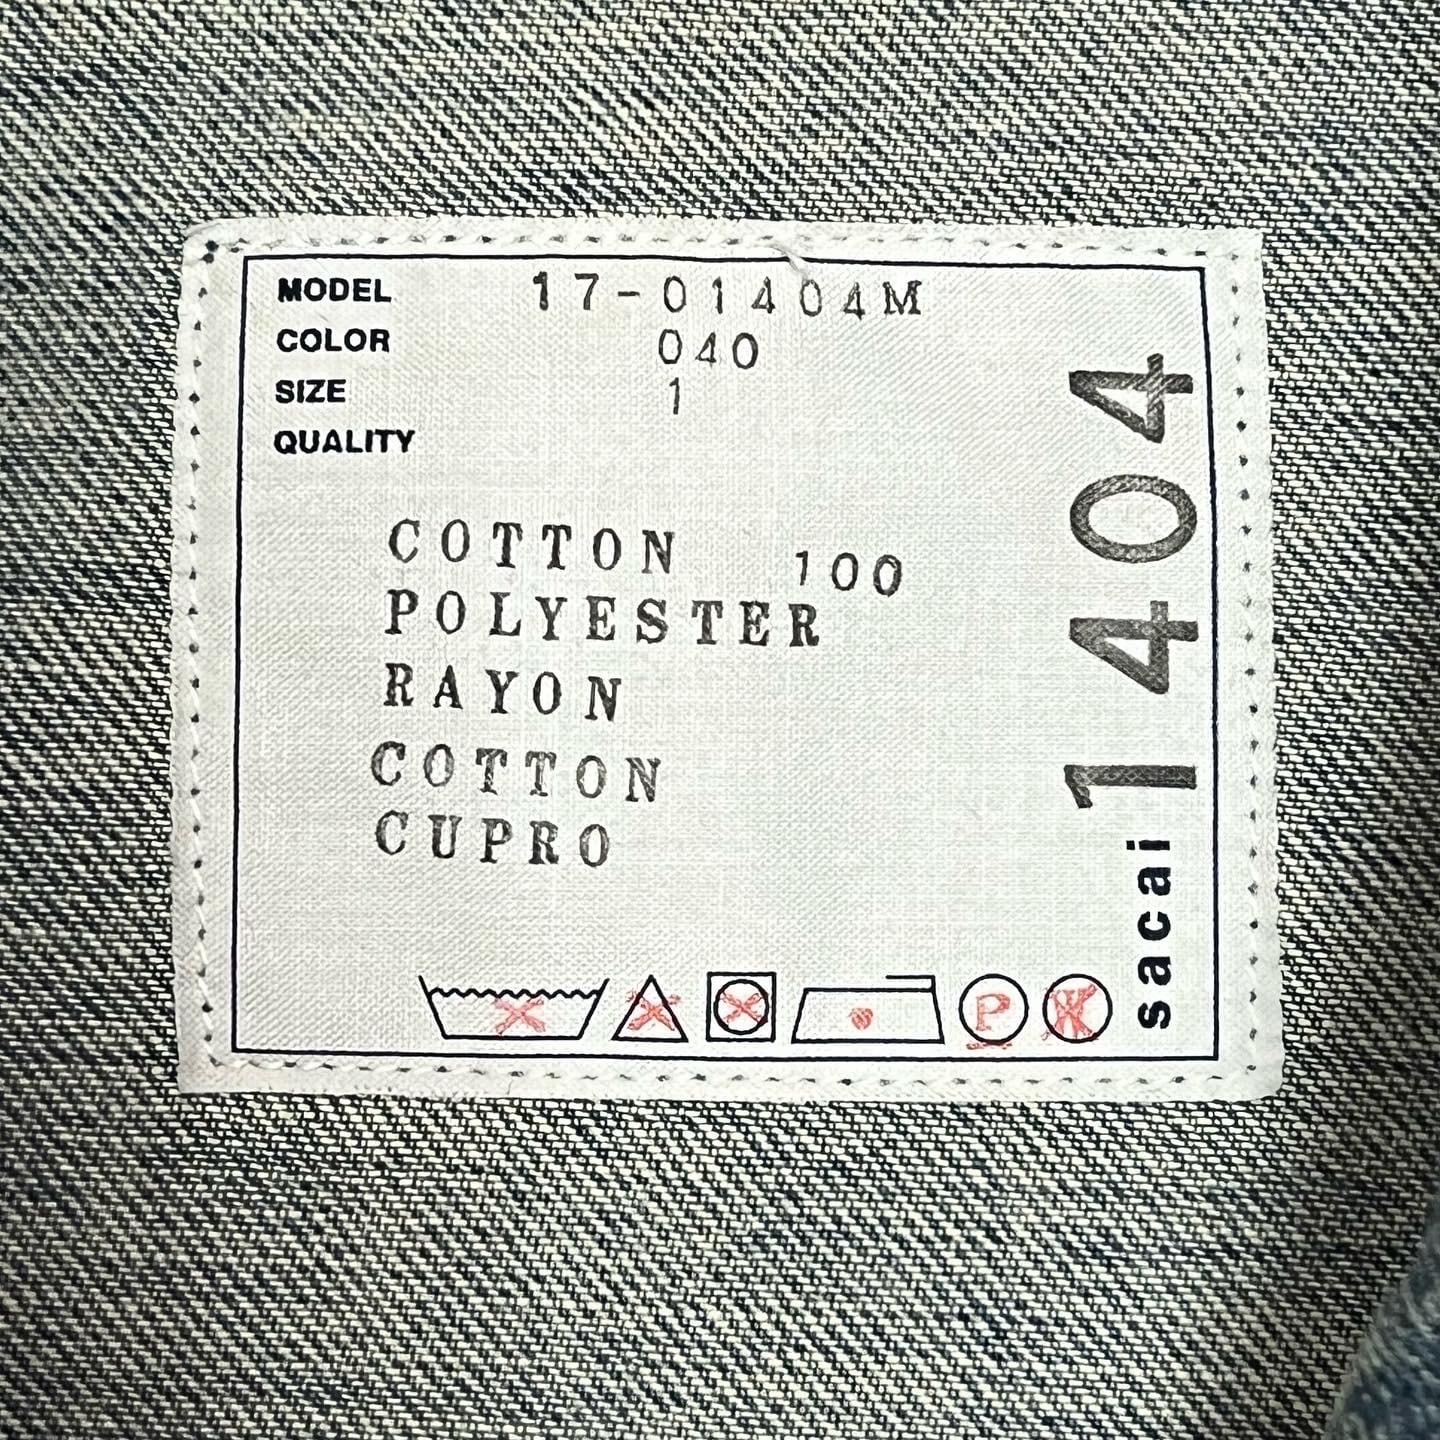 MODEL 17-01404M
COLOR 040
SIZE 1
QUALITY
COTTON 100
POLYESTER
RAYON
COTTON
CUPRO
P
sacai 1404